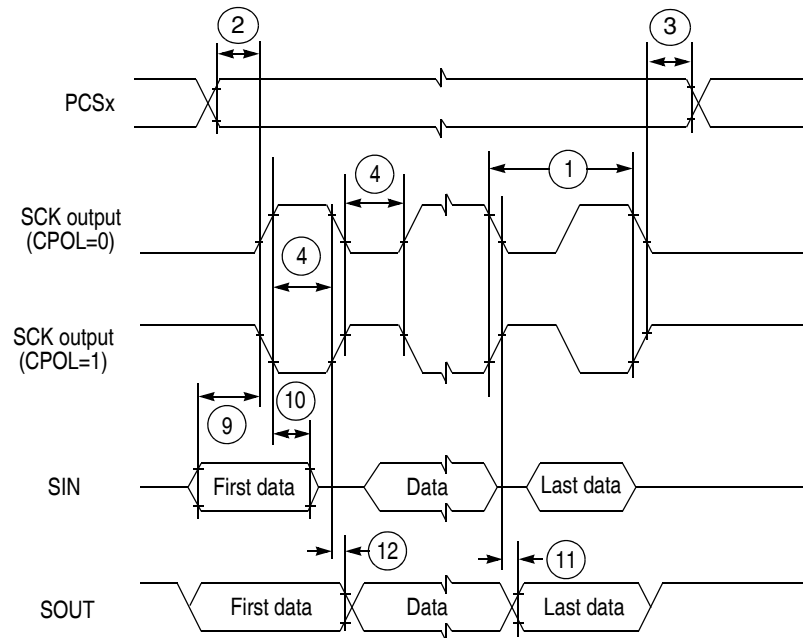 2
3
PCSx
4
1
SCK output
(CPOL=0)
4
SCK output
(CPOL=1)
9
10
SIN
First data
Data
Last data
12
11
SOUT
First data
Data
Last data